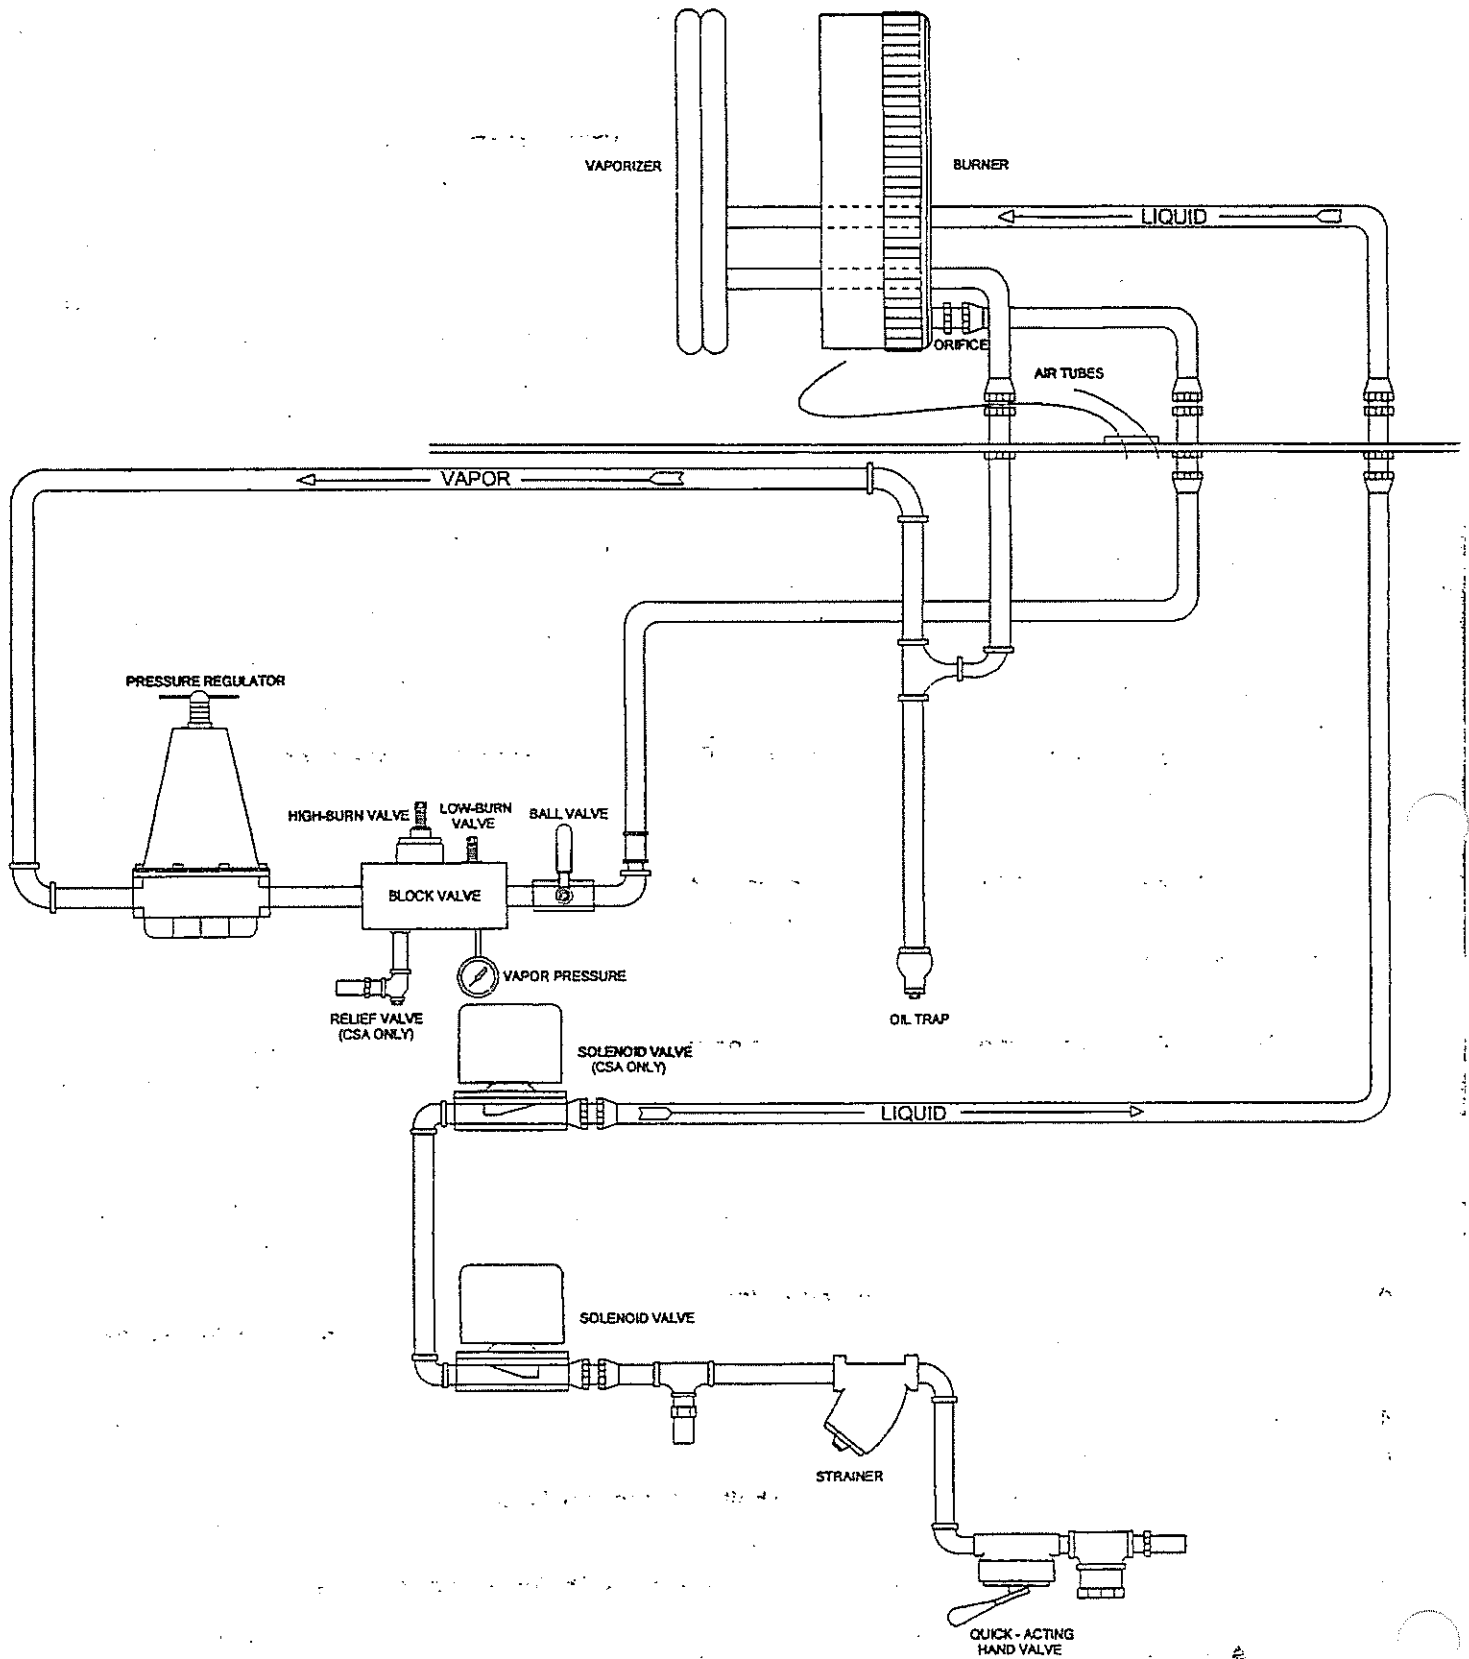 VAPORIZER
BURNER
LIQUID
ORIFICE
AIR TUBES
VAPOR
PRESSURE REGULATOR
HIGH-BURN VALVE
LOW-BURN
VALVE
BALL VALVE
BLOCK VALVE
VAPOR PRESSURE
RELIEF VALVE
(CSA ONLY)
OIL TRAP
SOLENOID VALVE
(CSA ONLY)
LIQUID
SOLENOID VALVE
STRAINER
QUICK - ACTING
HAND VALVE